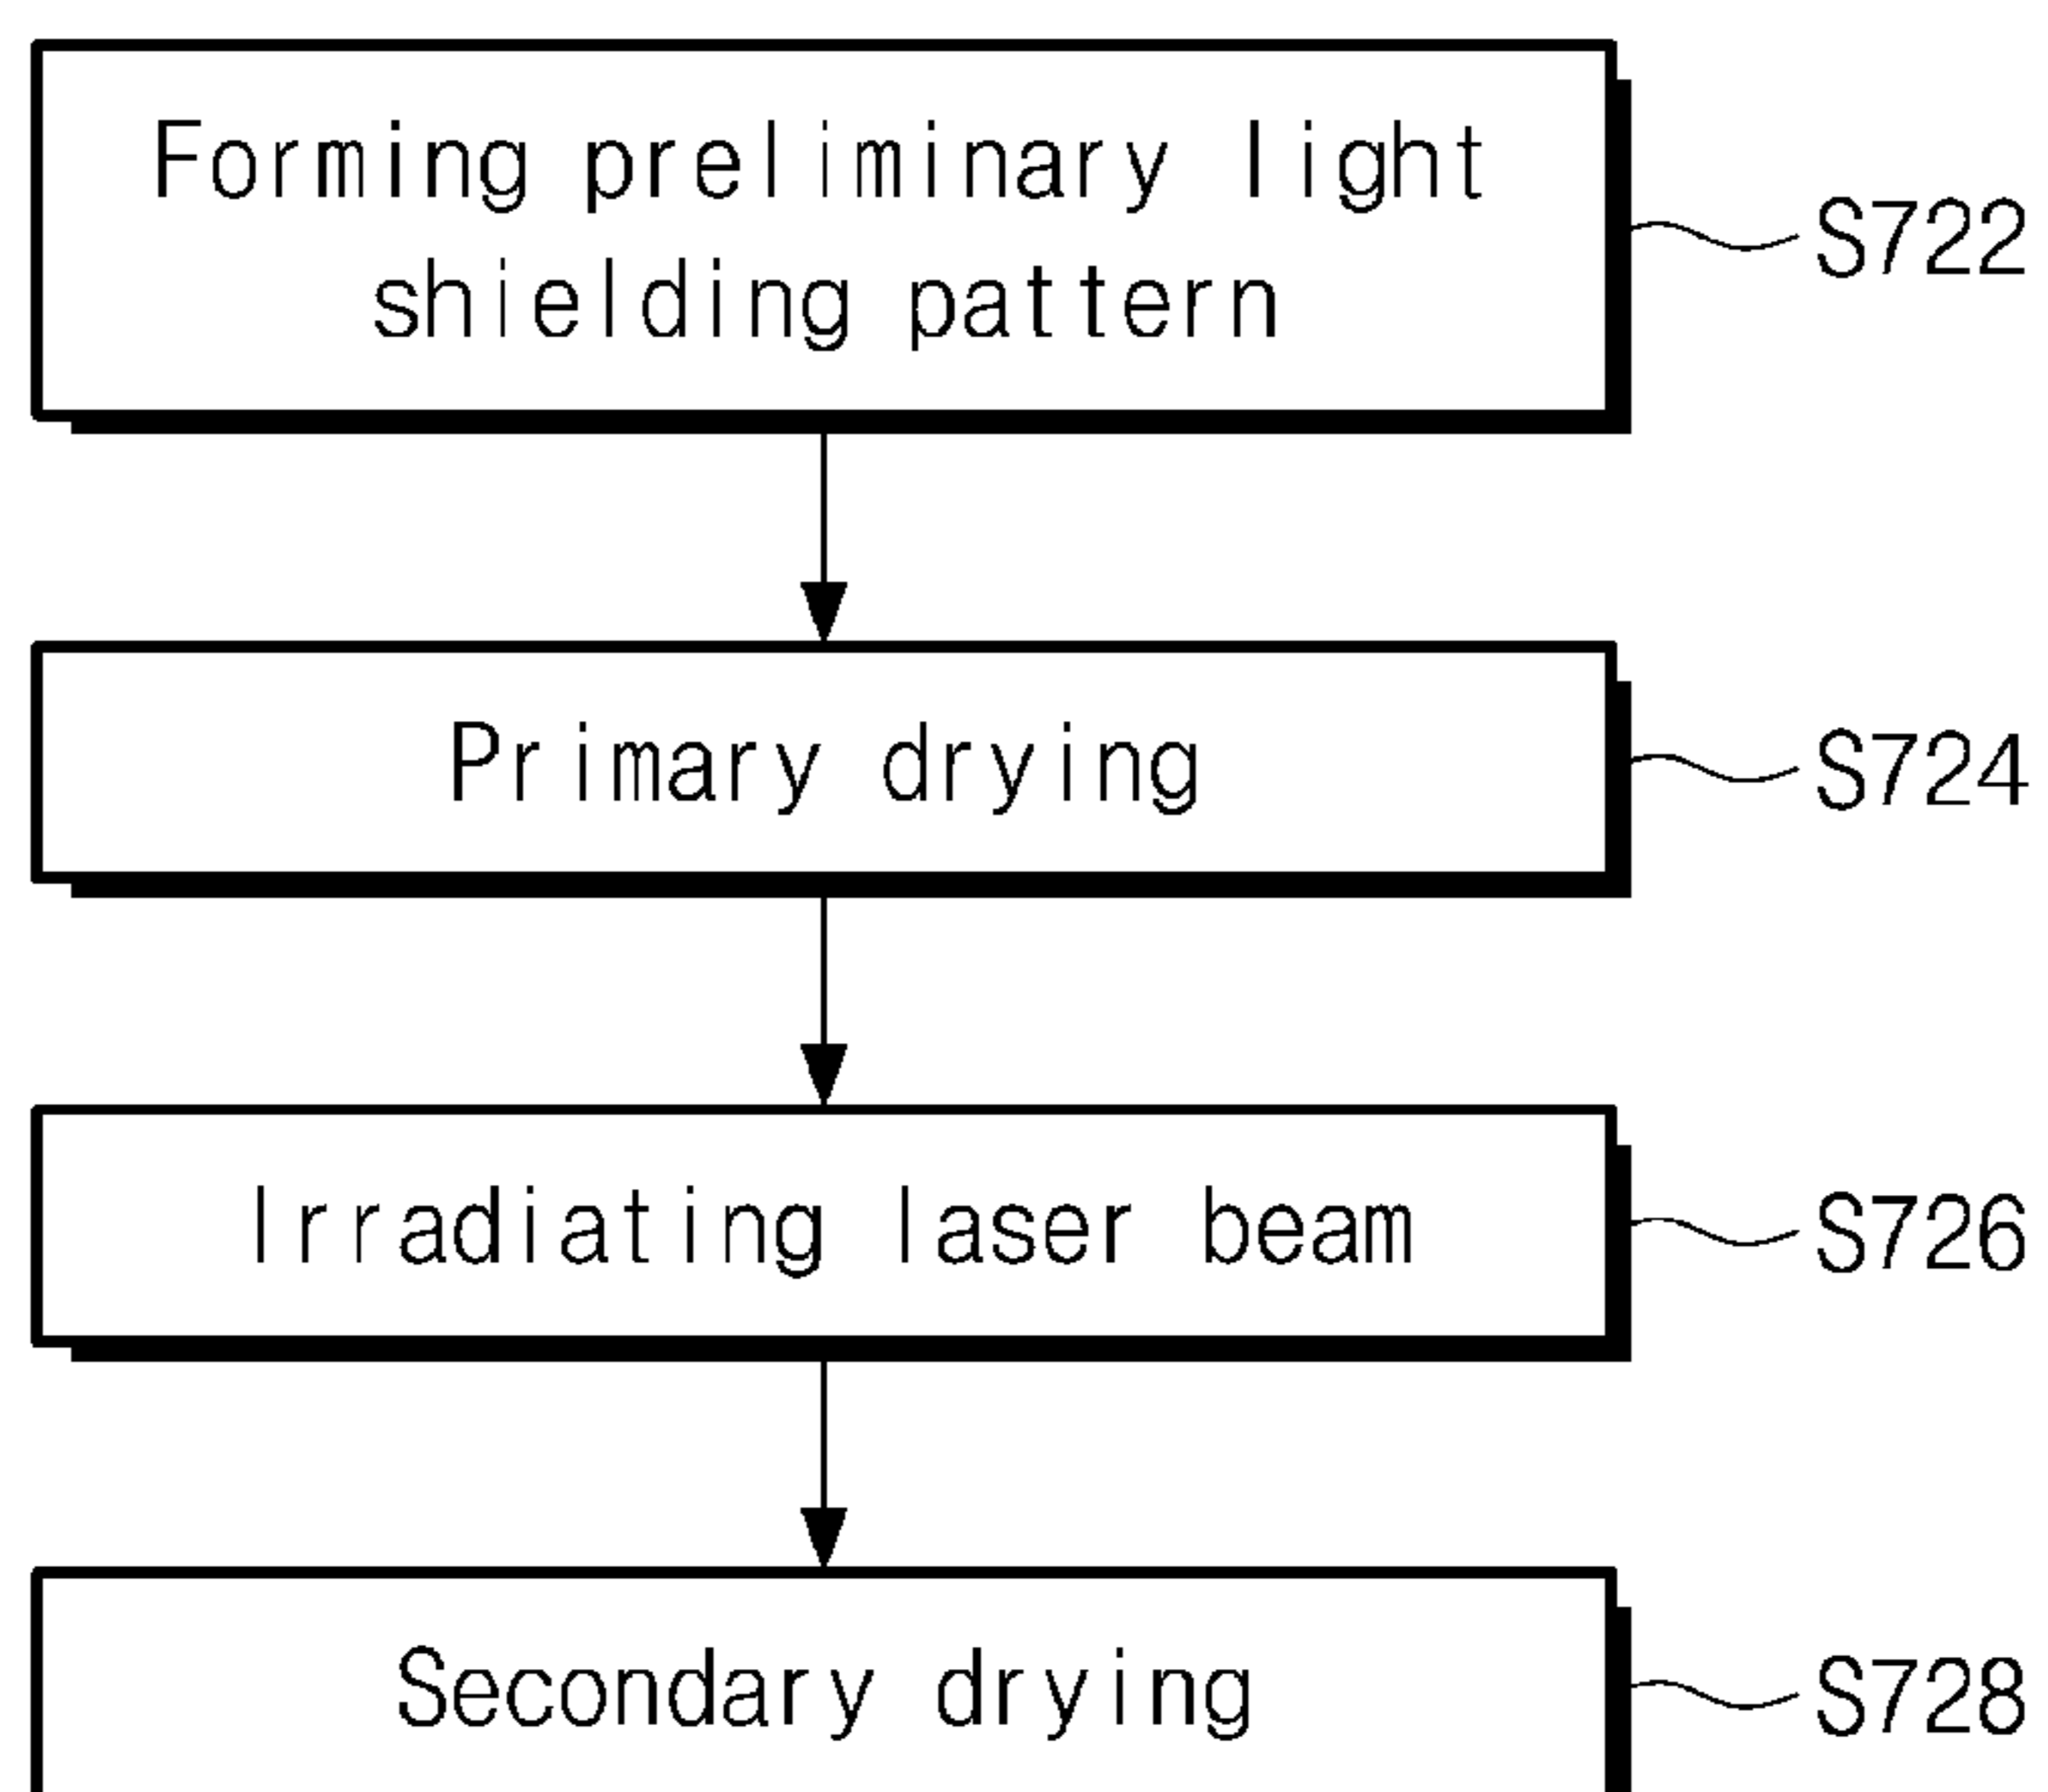 Forming preliminary light
shielding pattern
S722
Primary drying
S724
Irradiating laser beam
S726
Secondary drying
S728